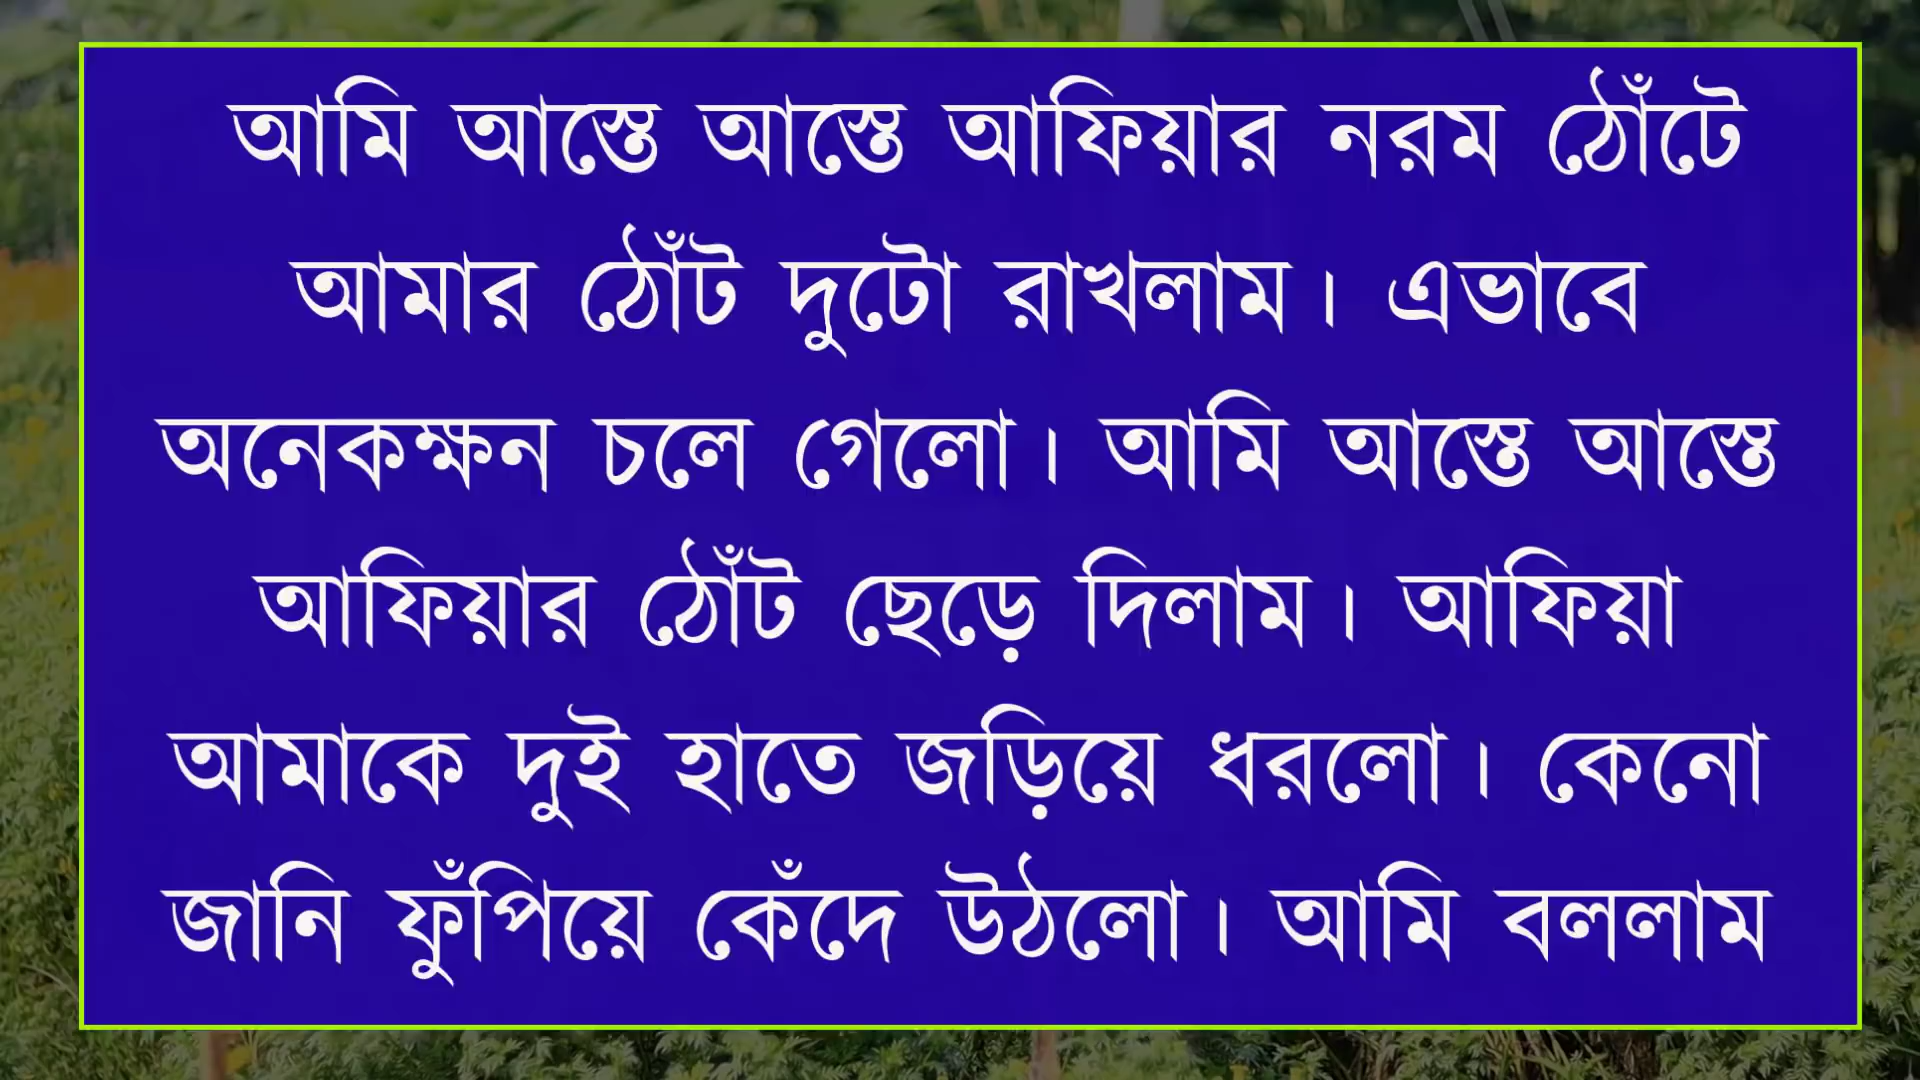 আমি আস্তে আস্তে আফিয়ার নরম ঠোঁটে
আমার ঠোঁট দুটো রাখলাম। এভাবে
অনেকক্ষন চলে গেলো। আমি আস্তে আস্তে
আফিয়ার ঠোঁট ছেড়ে দিলাম। আফিয়া
আমাকে দুই হাতে জড়িয়ে ধরলো। কেনো
জানি ফুঁপিয়ে কেঁদে উঠলো। আমি বললাম